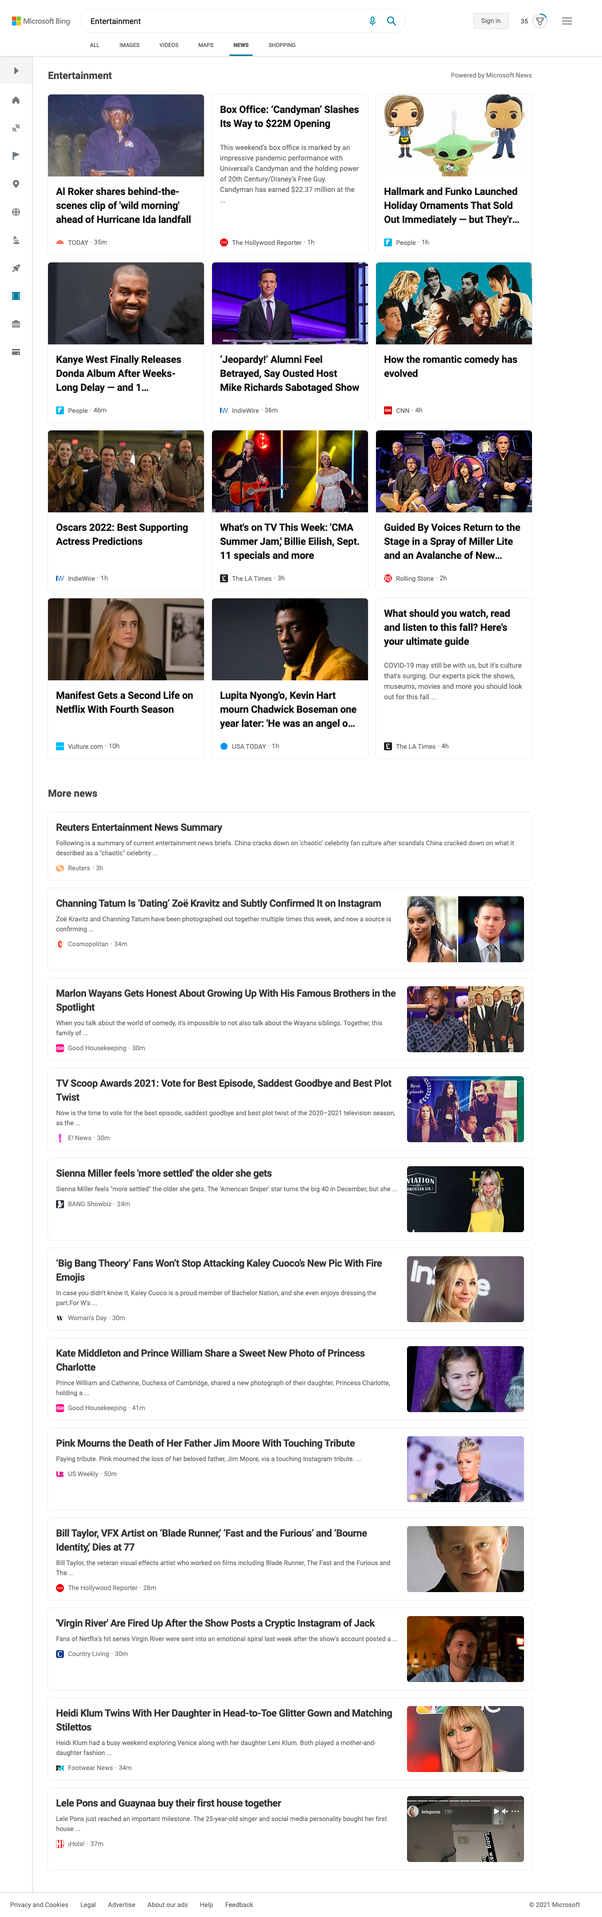 Microsoft Bing
Entertainment
Sign in
35
ALL IMAGES VIDEOS MAPS NEWS SHOPPING
Entertainment
Powered by Microsoft News
Al Roker shares behind-the-
scenes clip of 'wild morning'
ahead of Hurricane Ida landfall
TODAY · 35m
Box Office: 'Candyman' Slashes
Its Way to $22M Opening
This weekend's box office is marked by an
impressive pandemic performance with
Universal's Candyman and the holding power
of 20th Century/Disney's Free Guy.
Candyman has earned $22.37 million at the
...
The Hollywood Reporter · 1h
Hallmark and Funko Launched
Holiday Ornaments That Sold
Out Immediately — but They'r...
People · 1h
Kanye West Finally Releases
Donda Album After Weeks-
Long Delay — and 1...
People · 46m
'Jeopardy!' Alumni Feel
Betrayed, Say Ousted Host
Mike Richards Sabotaged Show
IndieWire · 36m
How the romantic comedy has
evolved
CNN · 4h
Oscars 2022: Best Supporting
Actress Predictions
IndieWire · 1h
What's on TV This Week: 'CMA
Summer Jam,' Billie Eilish, Sept.
11 specials and more
The LA Times · 3h
Guided By Voices Return to the
Stage in a Spray of Miller Lite
and an Avalanche of New...
Rolling Stone · 2h
Manifest Gets a Second Life on
Netflix With Fourth Season
Vulture.com · 10h
Lupita Nyong'o, Kevin Hart
mourn Chadwick Boseman one
year later: 'He was an angel o...
USA TODAY · 1h
What should you watch, read
and listen to this fall? Here's
your ultimate guide
COVID-19 may still be with us, but it's culture
that's surging. Our experts pick the shows,
museums, movies and more you should look
out for this fall ...
The LA Times · 4h
More news
Reuters Entertainment News Summary
Following is a summary of current entertainment news briefs. China cracks down on 'chaotic' celebrity fan culture after scandals China cracked down on what it
described as a "chaotic" celebrity ...
Reuters · 3h
Channing Tatum Is 'Dating' Zoë Kravitz and Subtly Confirmed It on Instagram
Zoë Kravitz and Channing Tatum have been photographed out together multiple times this week, and now a source is
confirming ...
Cosmopolitan · 34m
Marlon Wayans Gets Honest About Growing Up With His Famous Brothers in the
Spotlight
When you talk about the world of comedy, it's impossible to not also talk about the Wayans siblings. Together, this
family of ...
Good Housekeeping · 30m
TV Scoop Awards 2021: Vote for Best Episode, Saddest Goodbye and Best Plot
Twist
Now is the time to vote for the best episode, saddest goodbye and best plot twist of the 2020–2021 television season,
as the ...
E! News · 30m
Best
Episode
Sienna Miller feels 'more settled' the older she gets
Sienna Miller feels "more settled" the older she gets. The 'American Sniper' star turns the big 40 in December, but she ...
BANG Showbiz · 24m
VIATION
'Big Bang Theory' Fans Won't Stop Attacking Kaley Cuoco's New Pic With Fire
Emojis
In case you didn't know it, Kaley Cuoco is a proud member of Bachelor Nation, and she even enjoys dressing the
part.For W's ...
Woman's Day · 30m
Kate Middleton and Prince William Share a Sweet New Photo of Princess
Charlotte
Prince William and Catherine, Duchess of Cambridge, shared a new photograph of their daughter, Princess Charlotte,
holding a ...
Good Housekeeping · 41m
Pink Mourns the Death of Her Father Jim Moore With Touching Tribute
Paying tribute. Pink mourned the loss of her beloved father, Jim Moore, via a touching Instagram tribute. ...
US Weekly · 50m
Bill Taylor, VFX Artist on 'Blade Runner,' 'Fast and the Furious' and 'Bourne
Identity,' Dies at 77
Bill Taylor, the veteran visual effects artist who worked on films including Blade Runner, The Fast and the Furious and
The ...
The Hollywood Reporter · 28m
'Virgin River' Are Fired Up After the Show Posts a Cryptic Instagram of Jack
Fans of Netflix's hit series Virgin River were sent into an emotional spiral last week after the show's account posted a ...
Country Living · 30m
Heidi Klum Twins With Her Daughter in Head-to-Toe Glitter Gown and Matching
Stilettos
Heidi Klum had a busy weekend exploring Venice along with her daughter Leni Klum. Both played a mother-and-
daughter fashion ...
Footwear News · 34m
Lele Pons and Guaynaa buy their first house together
Lele Pons just reached an important milestone. The 25-year-old singer and social media personality bought her first
house ...
¡Hola! · 37m
lelepons 19h
Privacy and Cookies Legal Advertise About our ads Help Feedback
© 2021 Microsoft